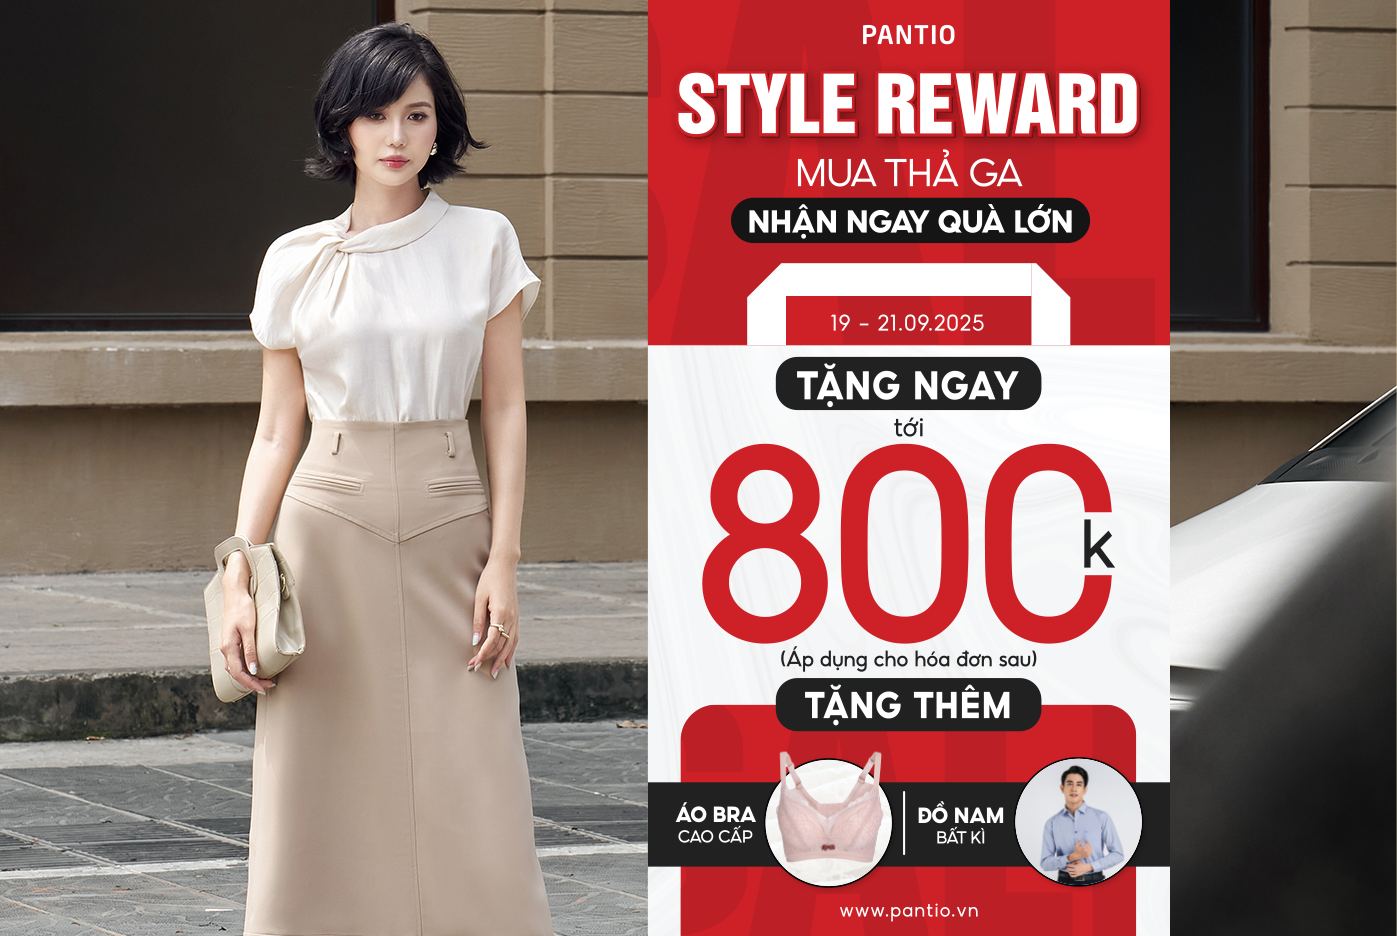 PANTIO
STYLE REWARD
MUA THẢ GA
NHẬN NGAY QUÀ LỚN
19 - 21.09.2025
TẶNG NGAY
tới
800k
(Áp dụng cho hóa đơn sau)
TẶNG THÊM
ÁO BRA
CAO CẤP
ĐỒ NAM
BẤT KÌ
www.pantio.vn